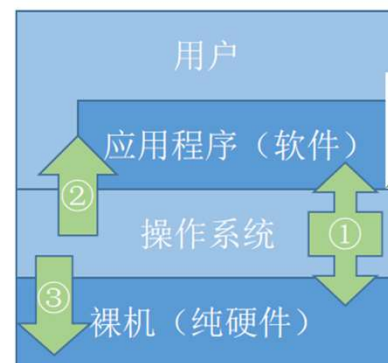 用户
应用程序（软件）
②
操作系统
①
③
裸机（纯硬件）